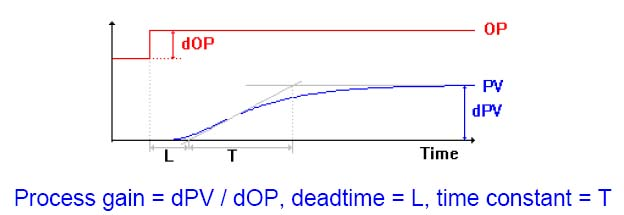 OP
dOP
PV
dPV
L
T
Time
Process gain = dPV / dOP, deadtime = L, time constant = T